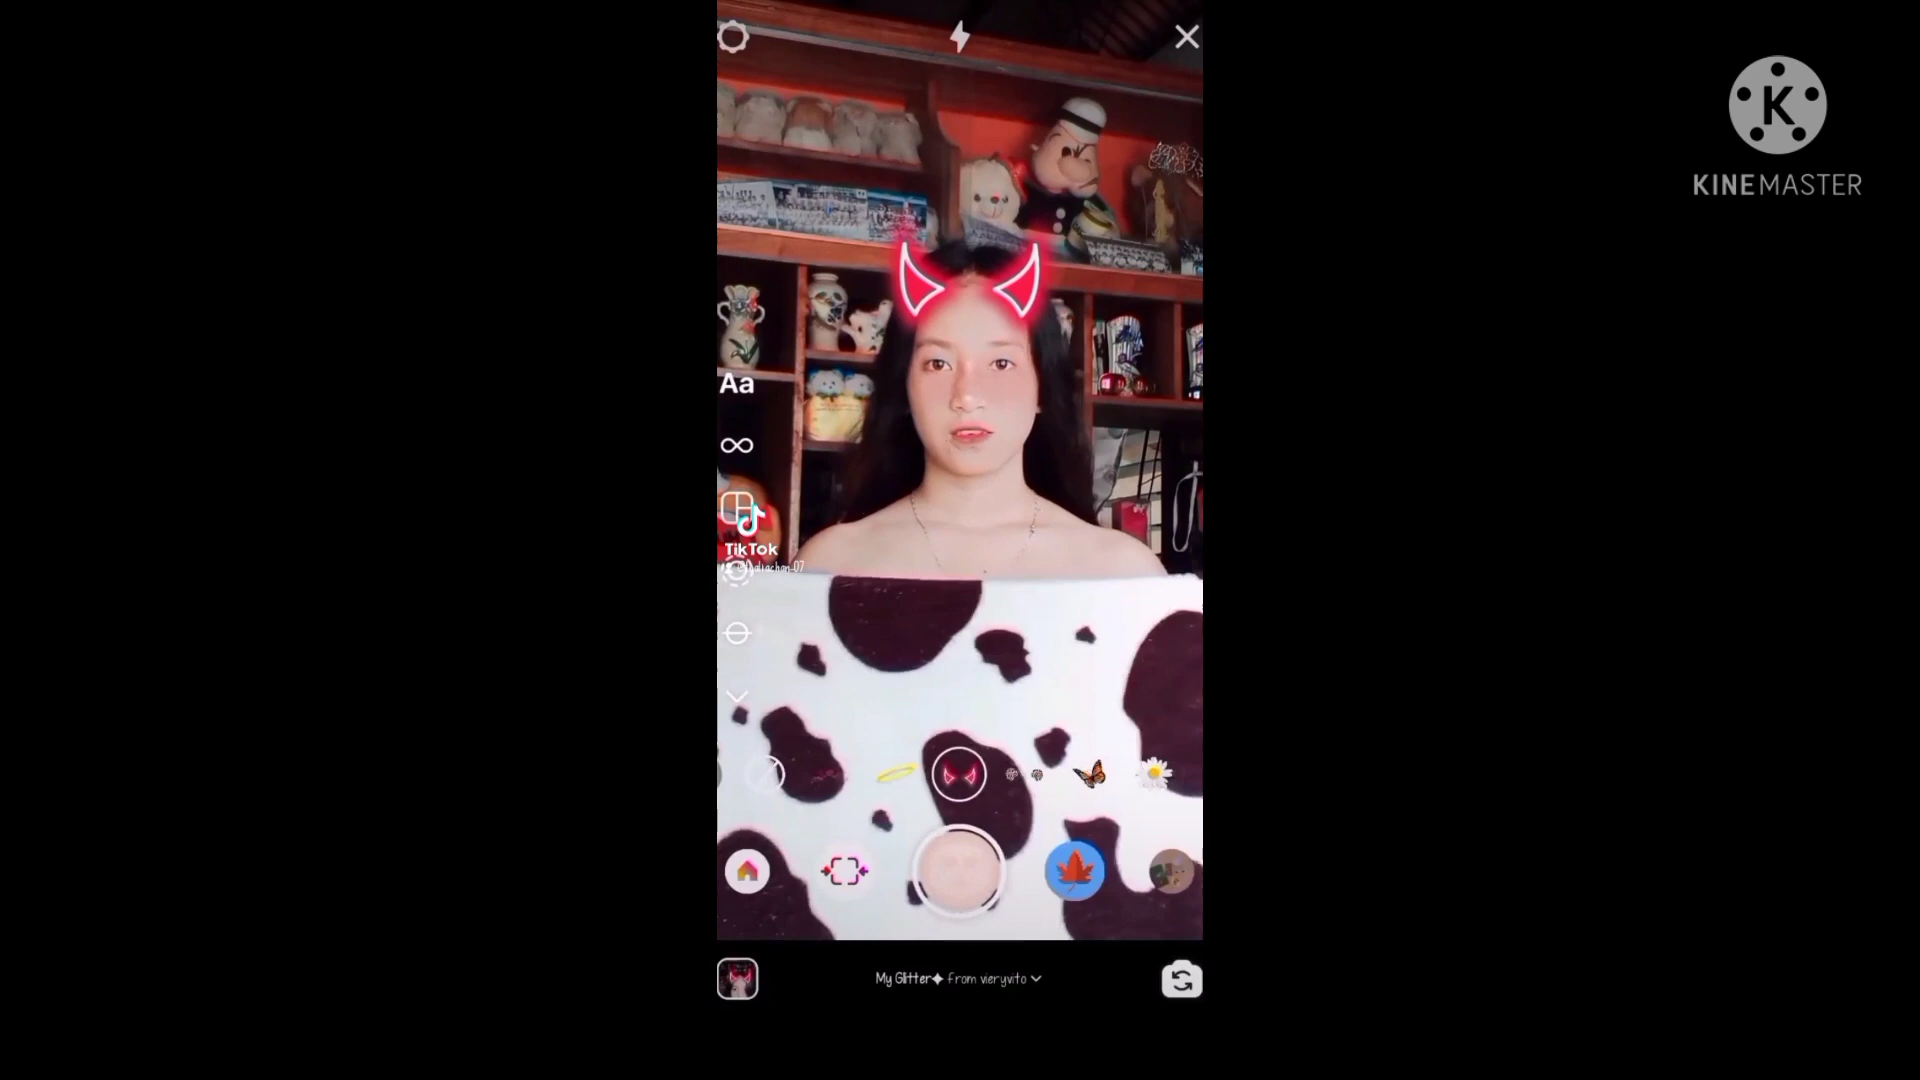 K
KINEMASTER
Aa
TikTok
My Glitter✦ from vieryvito